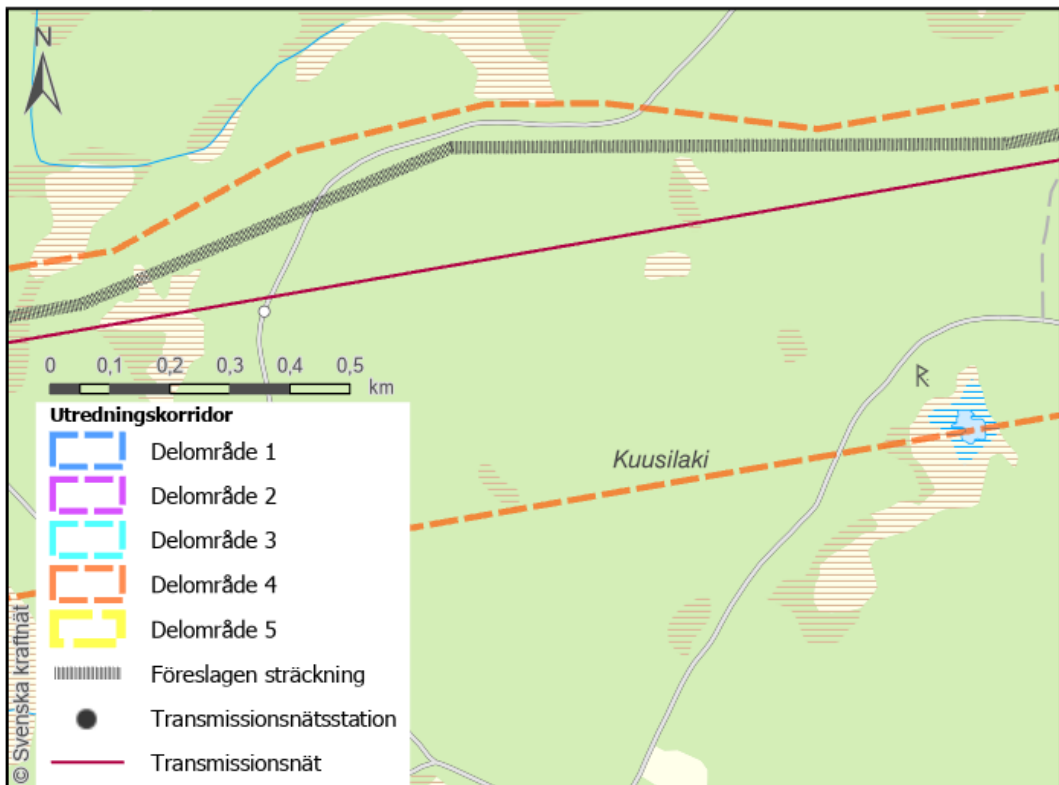 N
0 0,1 0,2 0,3 0,4 0,5
km
Kuusilaki
R
Utredningskorridor
Delområde 1
Delområde 2
Delområde 3
Delområde 4
Delområde 5
Föreslagen sträckning
Transmissionsnätsstation
Transmissionsnät
© Svenska kraftnät